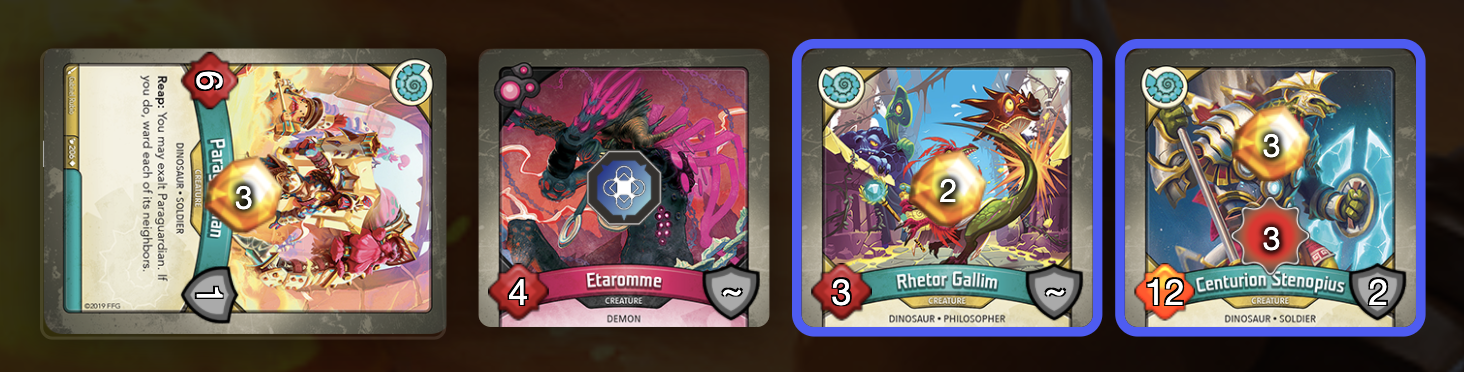 6
3
Reap: You may exalt Paraguardian. If
you do, ward each of its neighbors.
DINOSAUR • SOLDIER
CREATURE
1
©2019 FFG
4
Etaromme
~
CREATURE
DEMON
2
3
Rhetor Gallim
~
CREATURE
DINOSAUR • PHILOSOPHER
3
3
12
Centurion Stenopius
2
CREATURE
DINOSAUR • SOLDIER